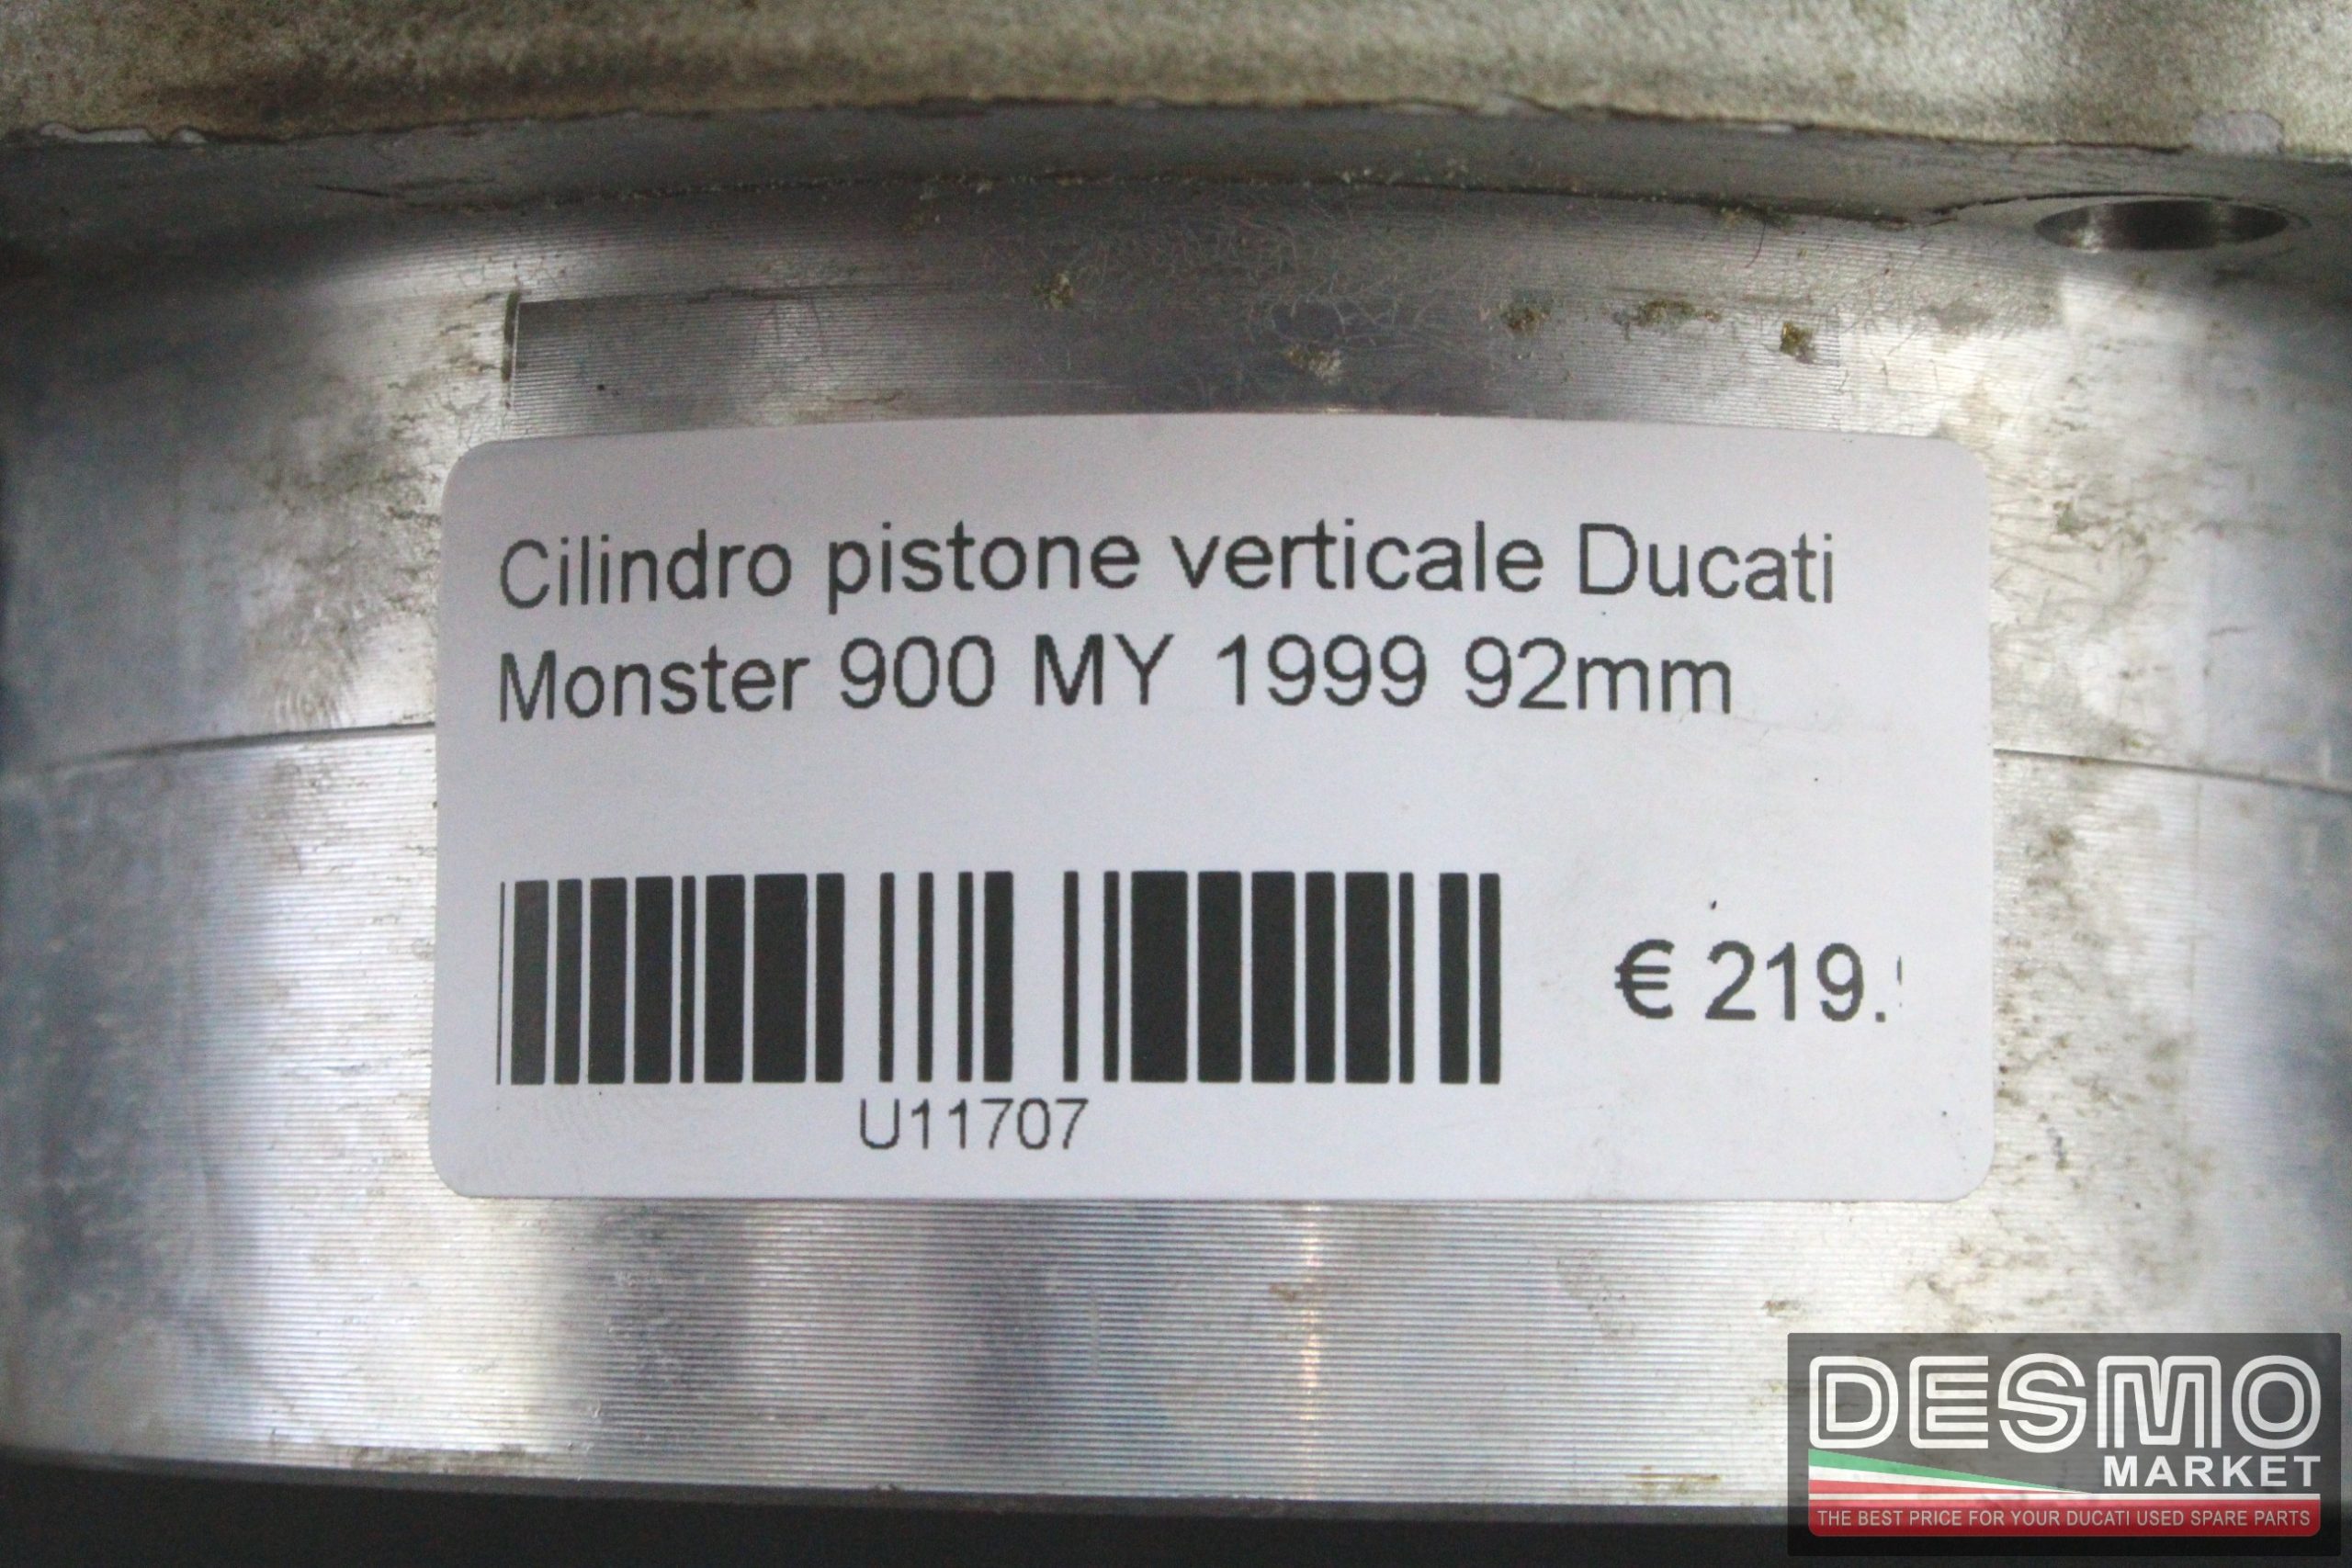 Cilindro pistone verticale Ducati
Monster 900 MY 1999 92mm
€ 219.
U11707
DESMO
MARKET
THE BEST PRICE FOR YOUR DUCATI USED SPARE PARTS